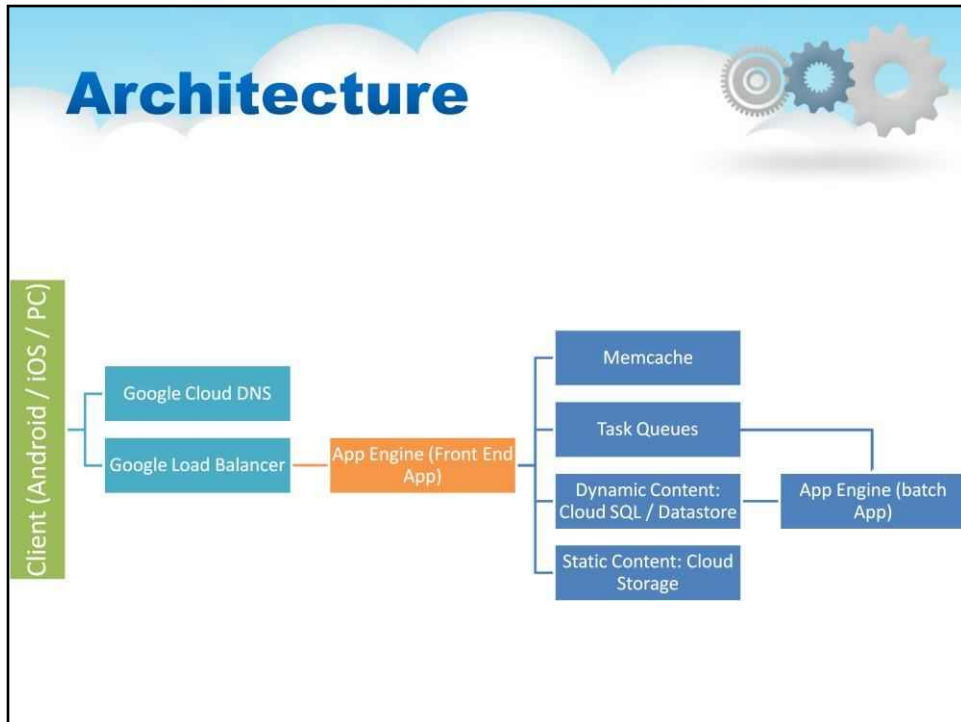 Architecture
Client (Android / iOS / PC)
Google Cloud DNS
Google Load Balancer
App Engine (Front End
App)
Memcache
Task Queues
Dynamic Content:
Cloud SQL / Datastore
Static Content: Cloud
Storage
App Engine (batch
App)